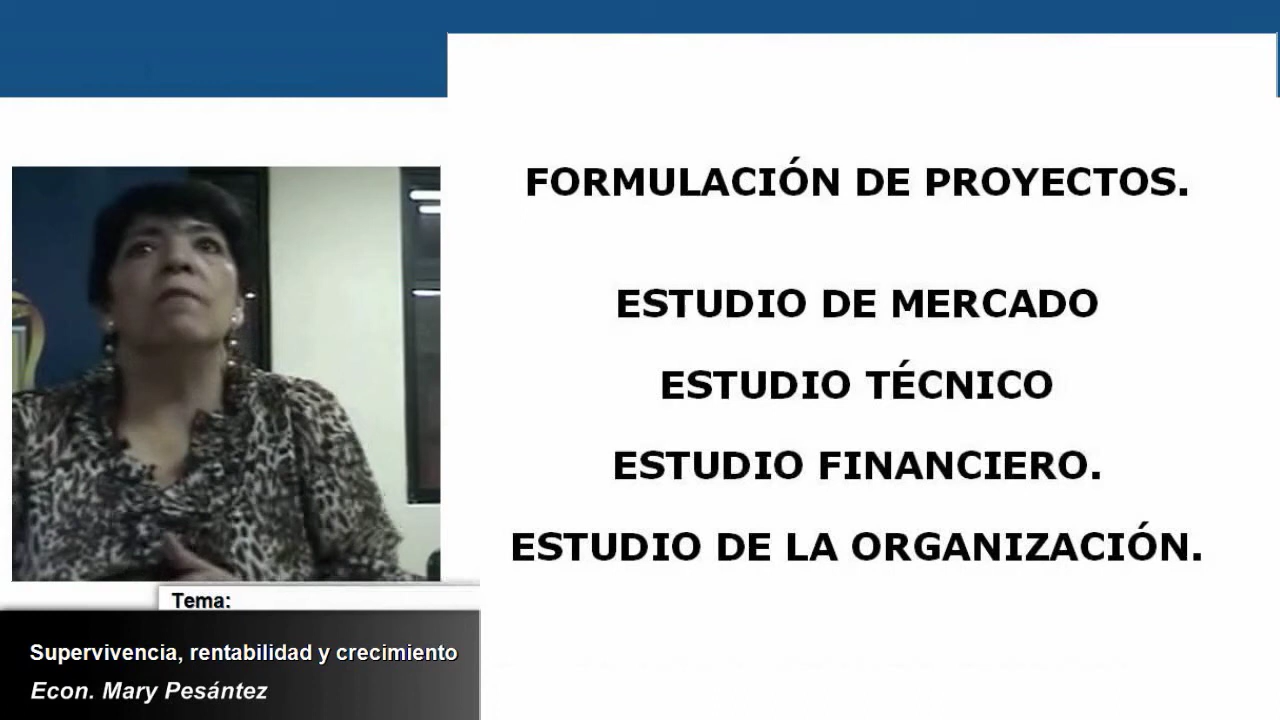 FORMULACIÓN DE PROYECTOS.
ESTUDIO DE MERCADO
ESTUDIO TÉCNICO
ESTUDIO FINANCIERO.
ESTUDIO DE LA ORGANIZACIÓN.
Tema:
Supervivencia, rentabilidad y crecimiento
Econ. Mary Pesántez